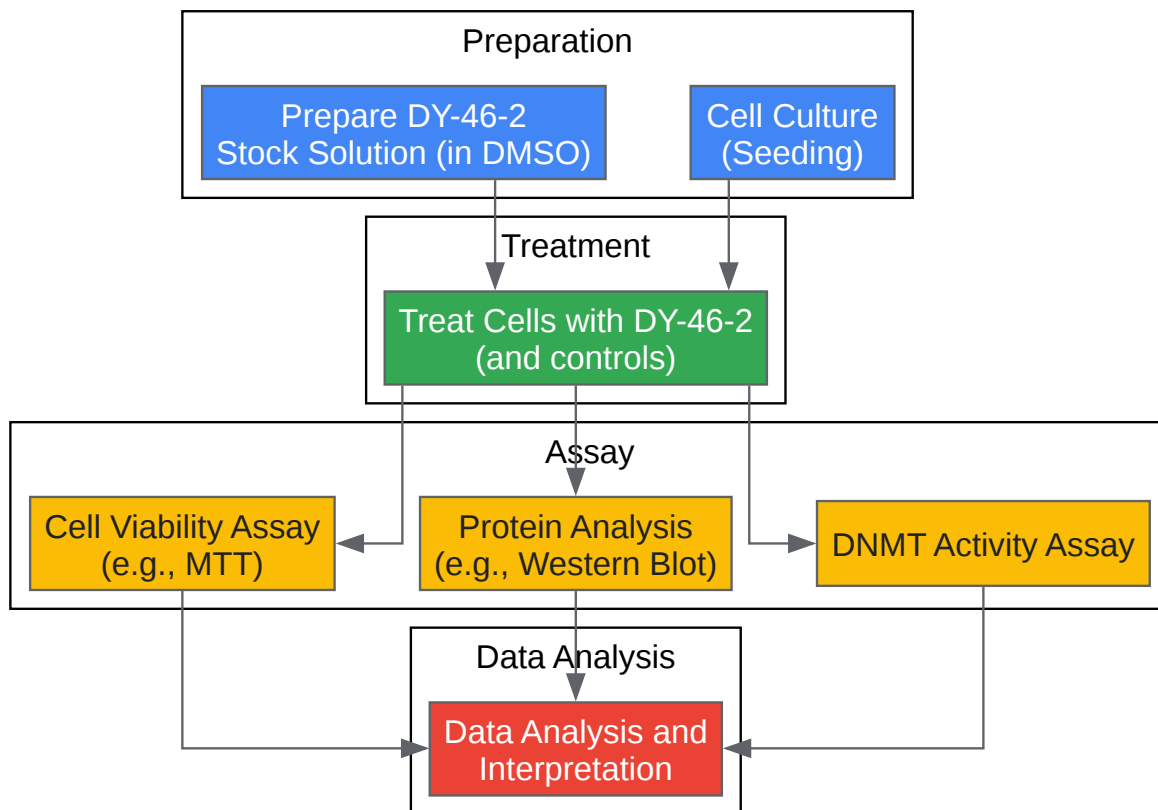 Preparation
Prepare DY-46-2
Stock Solution (in DMSO)
Cell Culture
(Seeding)
Treatment
Treat Cells with DY-46-2
(and controls)
Assay
Cell Viability Assay
(e.g., MTT)
Protein Analysis
(e.g., Western Blot)
DNMT Activity Assay
Data Analysis
Data Analysis and
Interpretation